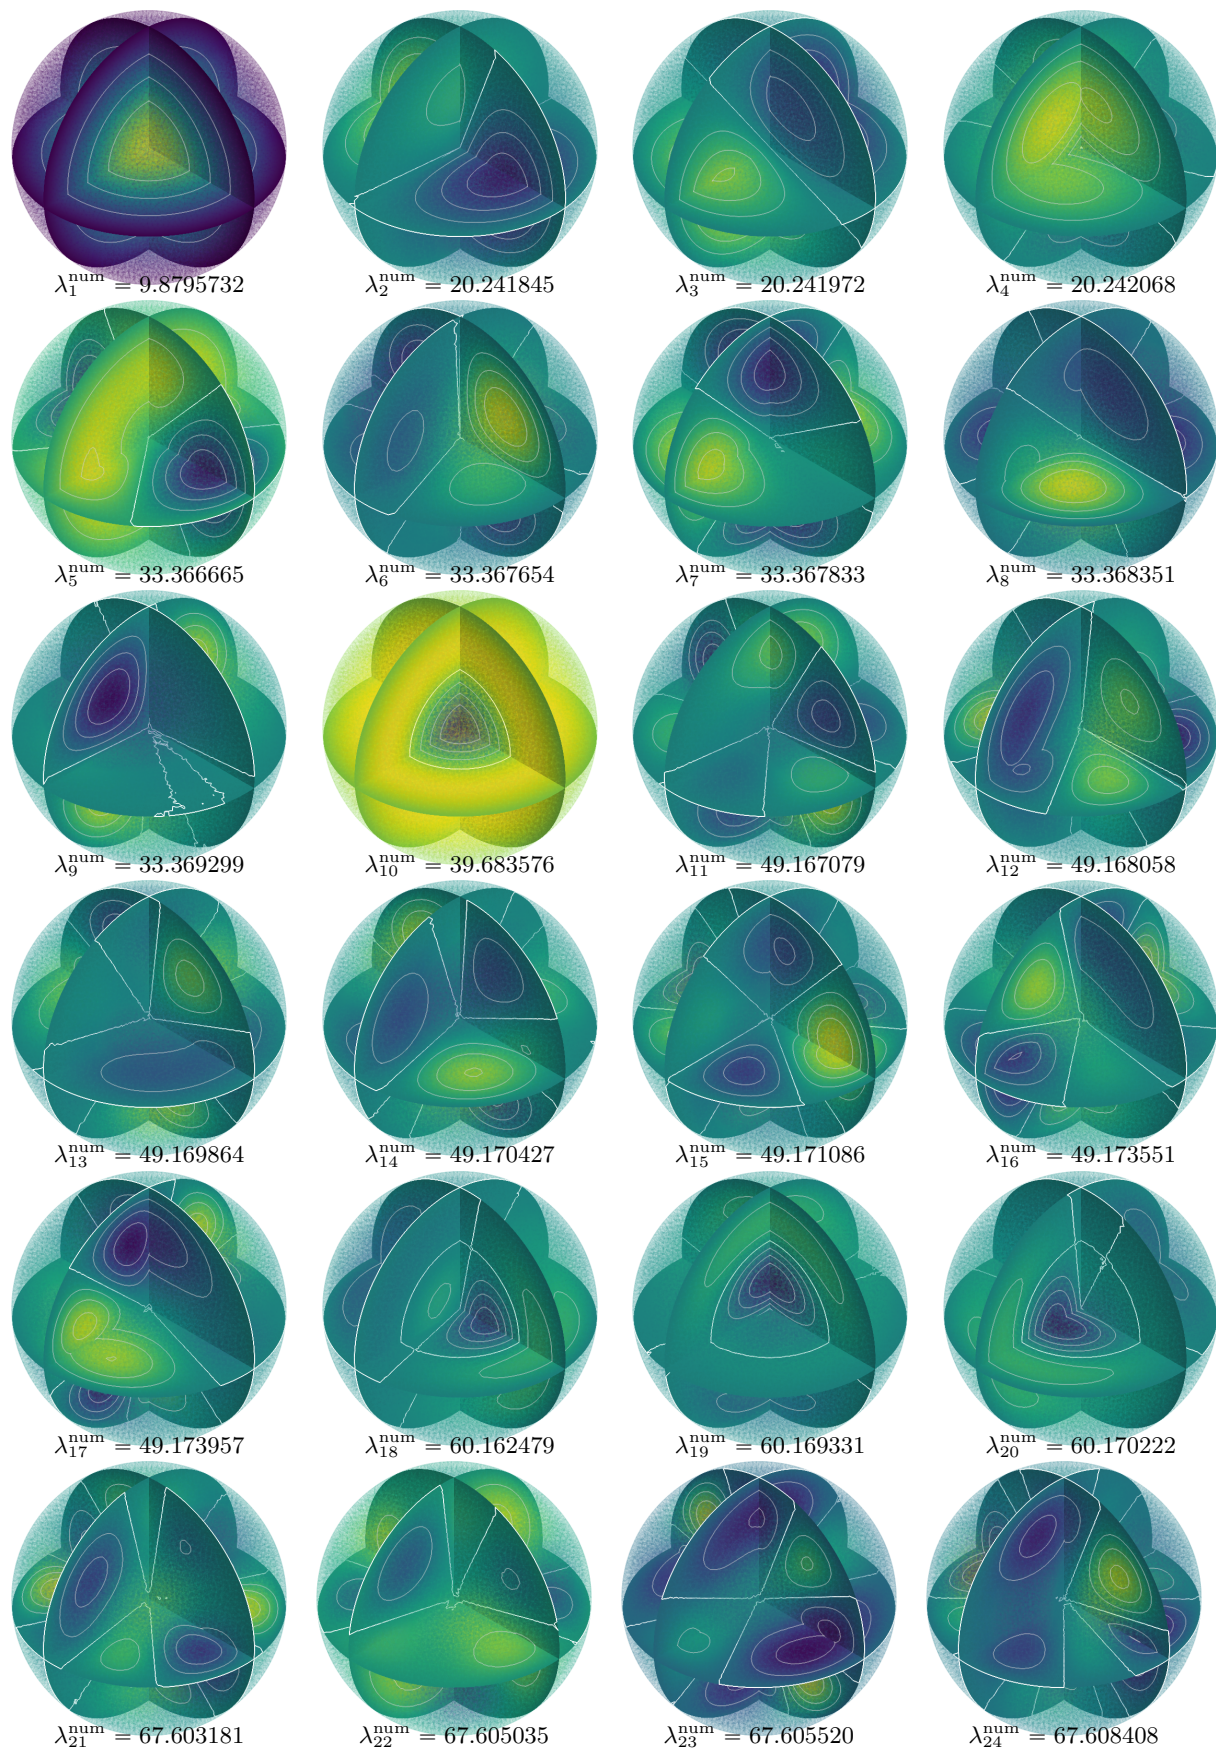 λ₁ⁿᵘᵐ = 9.8795732 λ₂ⁿᵘᵐ = 20.241845 λ₃ⁿᵘᵐ = 20.241972 λ₄ⁿᵘᵐ = 20.242068
λ₅ⁿᵘᵐ = 33.366665 λ₆ⁿᵘᵐ = 33.367654 λ₇ⁿᵘᵐ = 33.367833 λ₈ⁿᵘᵐ = 33.368351
λ₉ⁿᵘᵐ = 33.369299 λ₁₀ⁿᵘᵐ = 39.683576 λ₁₁ⁿᵘᵐ = 49.167079 λ₁₂ⁿᵘᵐ = 49.168058
λ₁₃ⁿᵘᵐ = 49.169864 λ₁₄ⁿᵘᵐ = 49.170427 λ₁₅ⁿᵘᵐ = 49.171086 λ₁₆ⁿᵘᵐ = 49.173551
λ₁₇ⁿᵘᵐ = 49.173957 λ₁₈ⁿᵘᵐ = 60.162479 λ₁₉ⁿᵘᵐ = 60.169331 λ₂₀ⁿᵘᵐ = 60.170222
λ₂₁ⁿᵘᵐ = 67.603181 λ₂₂ⁿᵘᵐ = 67.605035 λ₂₃ⁿᵘᵐ = 67.605520 λ₂₄ⁿᵘᵐ = 67.608408